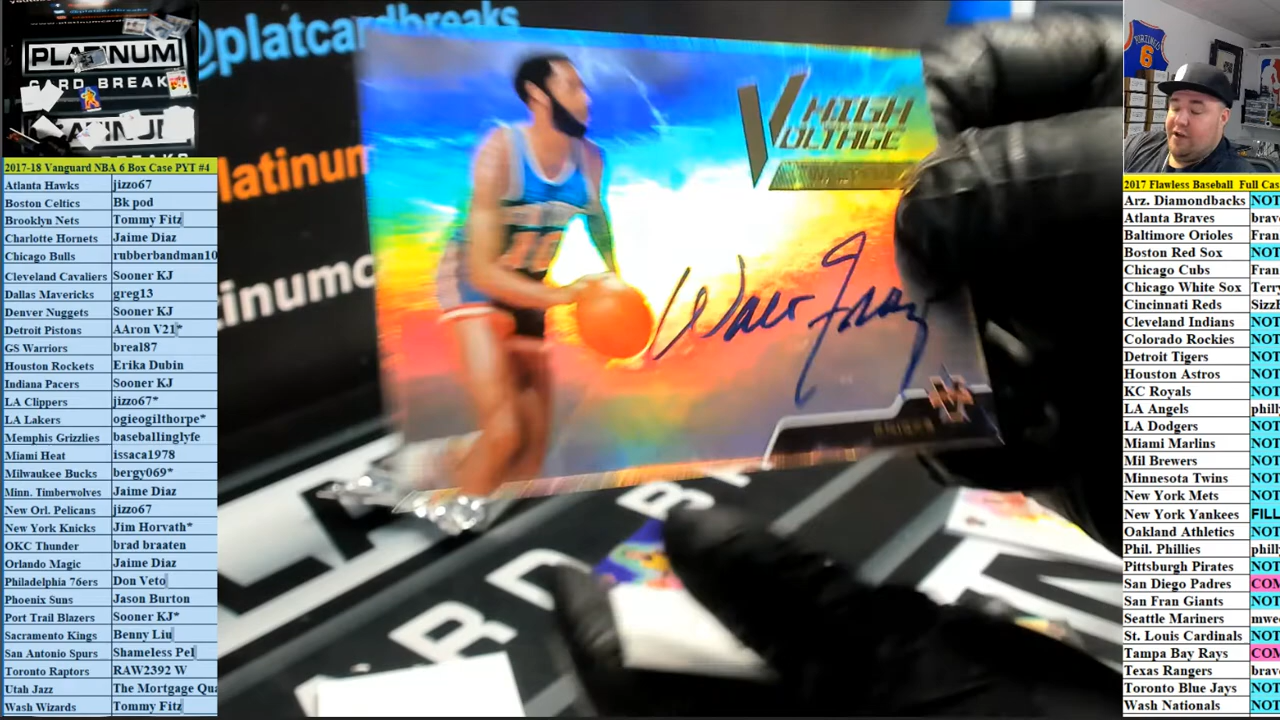 @platcardbreaks
PLATINUM
CARD BREAK
2017-18 Vanguard NBA 6 Box Case PYT #4
Atlanta Hawks jizzo67
Boston Celtics Bk pod
Brooklyn Nets Tommy Fitz
Charlotte Hornets Jaime Diaz
Chicago Bulls rubberbandman10
Cleveland Cavaliers Sooner KJ
Dallas Mavericks greg13
Denver Nuggets Sooner KJ
Detroit Pistons AAron V21*
GS Warriors breal87
Houston Rockets Erika Dubin
Indiana Pacers Sooner KJ
LA Clippers jizzo67*
LA Lakers ogieogilthorpe*
Memphis Grizzlies baseballinglyfe
Miami Heat issaca1978
Milwaukee Bucks bergy069*
Minn. Timberwolves Jaime Diaz
New Orl. Pelicans jizzo67
New York Knicks Jim Horvath*
OKC Thunder brad braaten
Orlando Magic Jaime Diaz
Philadelphia 76ers Don Veto
Phoenix Suns Jason Burton
Port Trail Blazers Sooner KJ*
Sacramento Kings Benny Liu
San Antonio Spurs Shameless Pel
Toronto Raptors RAW2392 W
Utah Jazz The Mortgage Qua
Wash Wizards Tommy Fitz
latinum
tinumc
HIGH
VOLTAGE
Walt Frazier
KNICKS
10
B R
R D
6
2017 Flawless Baseball Full Cas
Arz. Diamondbacks NOT
Atlanta Braves brav
Baltimore Orioles Fran
Boston Red Sox NOT
Chicago Cubs Fran
Chicago White Sox Terry
Cincinnati Reds SizzF
Cleveland Indians NOT
Colorado Rockies NOT
Detroit Tigers NOT
Houston Astros NOT
KC Royals NOT
LA Angels philly
LA Dodgers NOT
Miami Marlins NOT
Mil Brewers NOT
Minnesota Twins NOT
New York Mets NOT
New York Yankees FILL
Oakland Athletics NOT
Phil. Phillies philly
Pittsburgh Pirates NOT
San Diego Padres COM
San Fran Giants NOT
Seattle Mariners mwe
St. Louis Cardinals NOT
Tampa Bay Rays COM
Texas Rangers brav
Toronto Blue Jays NOT
Wash Nationals NOT